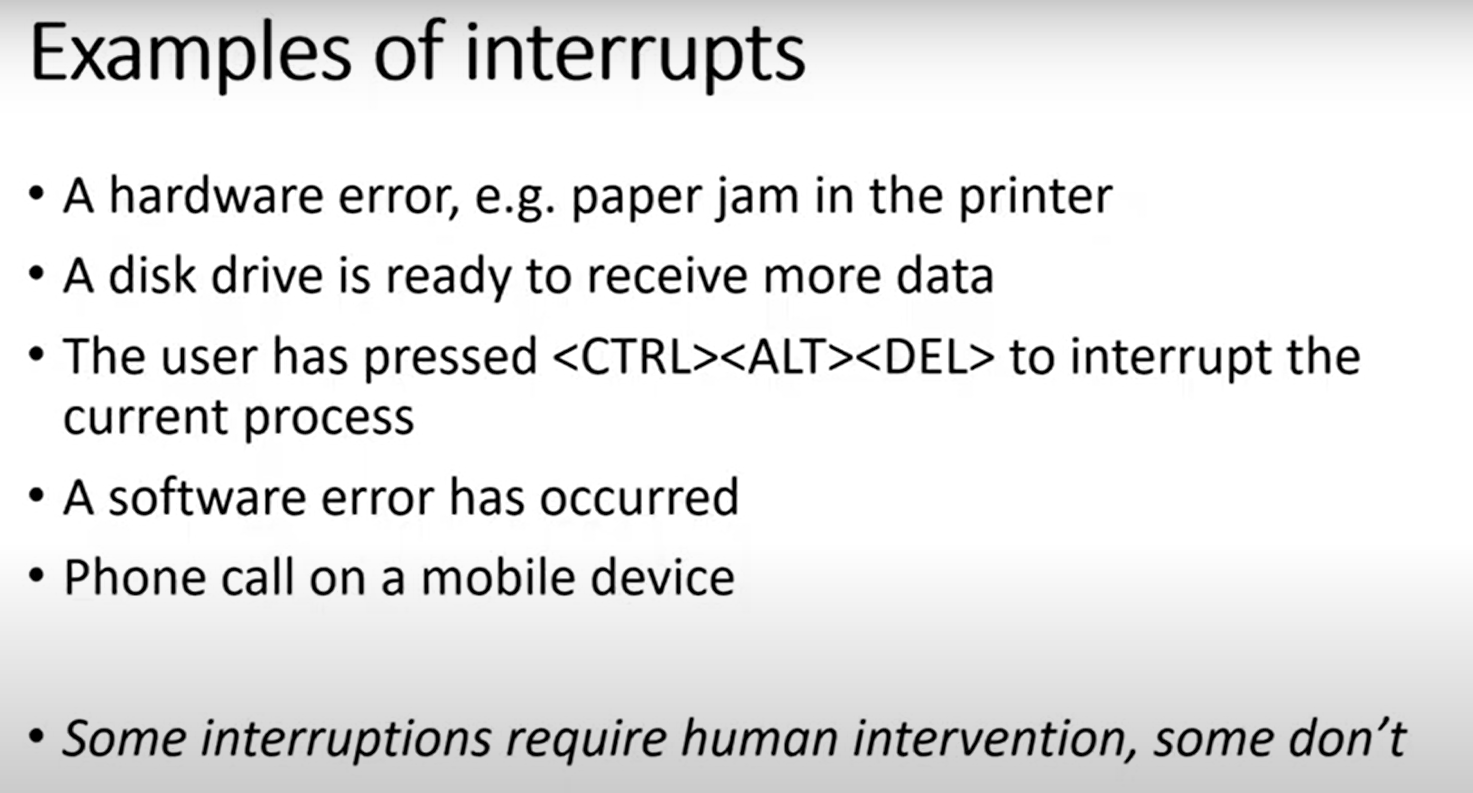 Examples of interrupts
• A hardware error, e.g. paper jam in the printer
• A disk drive is ready to receive more data
• The user has pressed <CTRL><ALT><DEL> to interrupt the
current process
• A software error has occurred
• Phone call on a mobile device
• Some interruptions require human intervention, some don’t